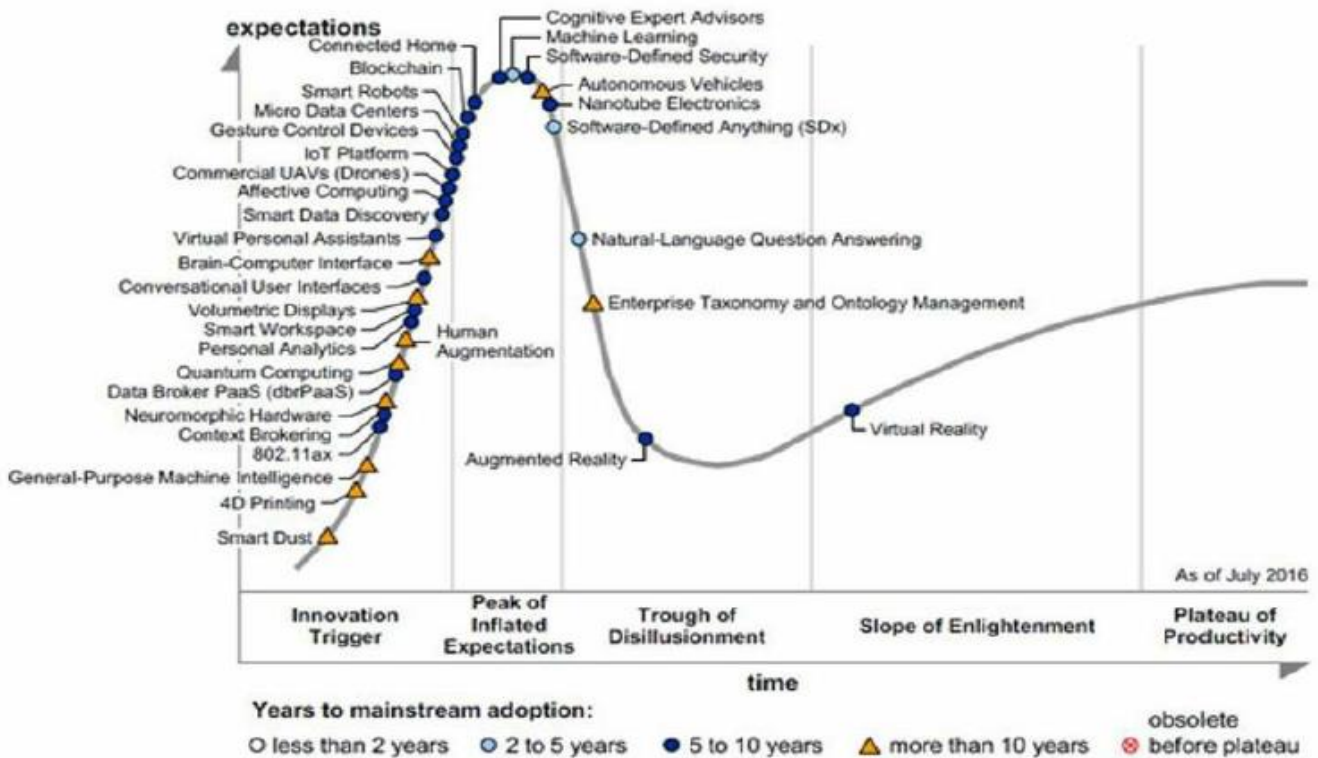 expectations
Connected Home
Blockchain
Smart Robots
Micro Data Centers
Gesture Control Devices
IoT Platform
Commercial UAVs (Drones)
Affective Computing
Smart Data Discovery
Virtual Personal Assistants
Brain-Computer Interface
Conversational User Interfaces
Volumetric Displays
Smart Workspace
Personal Analytics
Quantum Computing
Data Broker PaaS (dbrPaaS)
Neuromorphic Hardware
Context Brokering
802.11ax
General-Purpose Machine Intelligence
4D Printing
Smart Dust
Human
Augmentation
Cognitive Expert Advisors
Machine Learning
Software-Defined Security
Autonomous Vehicles
Nanotube Electronics
Software-Defined Anything (SDx)
Natural-Language Question Answering
Enterprise Taxonomy and Ontology Management
Augmented Reality
Virtual Reality
As of July 2016
Innovation
Trigger
Peak of
Inflated
Expectations
Trough of
Disillusionment
Slope of Enlightenment
Plateau of
Productivity
time
Years to mainstream adoption:
less than 2 years
2 to 5 years
5 to 10 years
more than 10 years
obsolete
before plateau